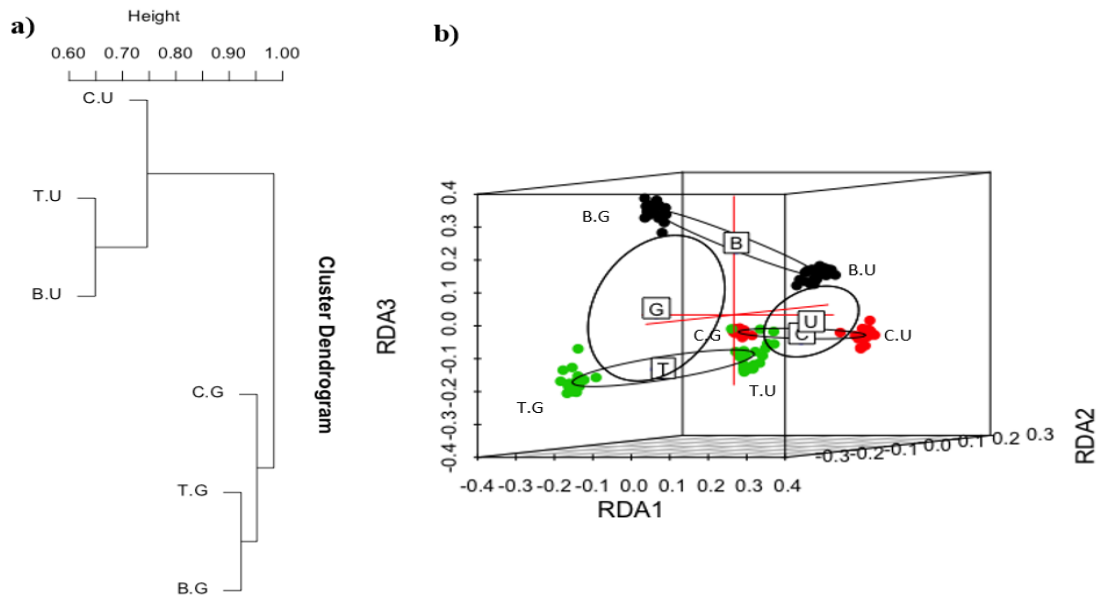 a)
Height
0.60 0.70 0.80 0.90 1.00
C.U
T.U
B.U
C.G
T.G
B.G
Cluster Dendrogram
b)
RDA3
0.4
0.3
0.2
0.1
0.0
-0.1
-0.2
-0.3
-0.4
B.G
B
B.U
G
U
C
C.G
C.U
T
T.G
T.U
-0.4 -0.3 -0.2 -0.1 0.0 0.1 0.2 0.3 0.4
RDA1
-0.3 -0.2 -0.1 0.0 0.1 0.2 0.3
RDA2